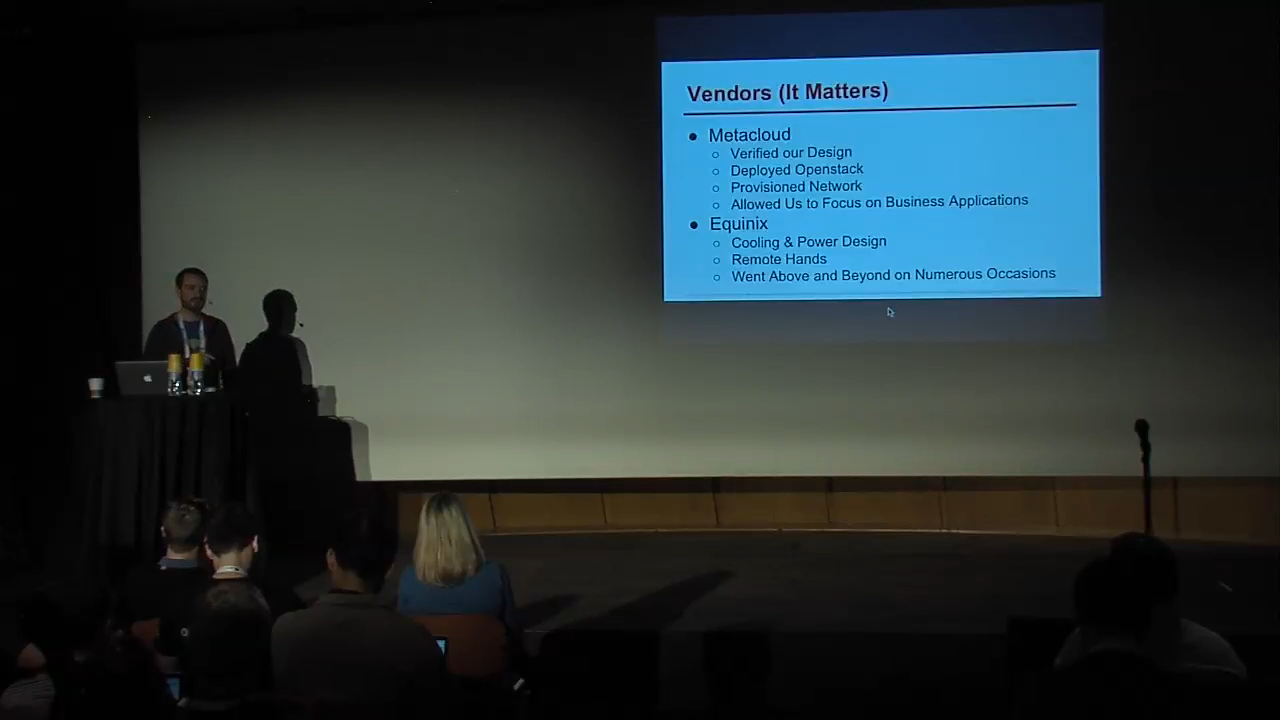 Vendors (It Matters)
● Metacloud
○ Verified our Design
○ Deployed Openstack
○ Provisioned Network
○ Allowed Us to Focus on Business Applications
● Equinix
○ Cooling & Power Design
○ Remote Hands
○ Went Above and Beyond on Numerous Occasions